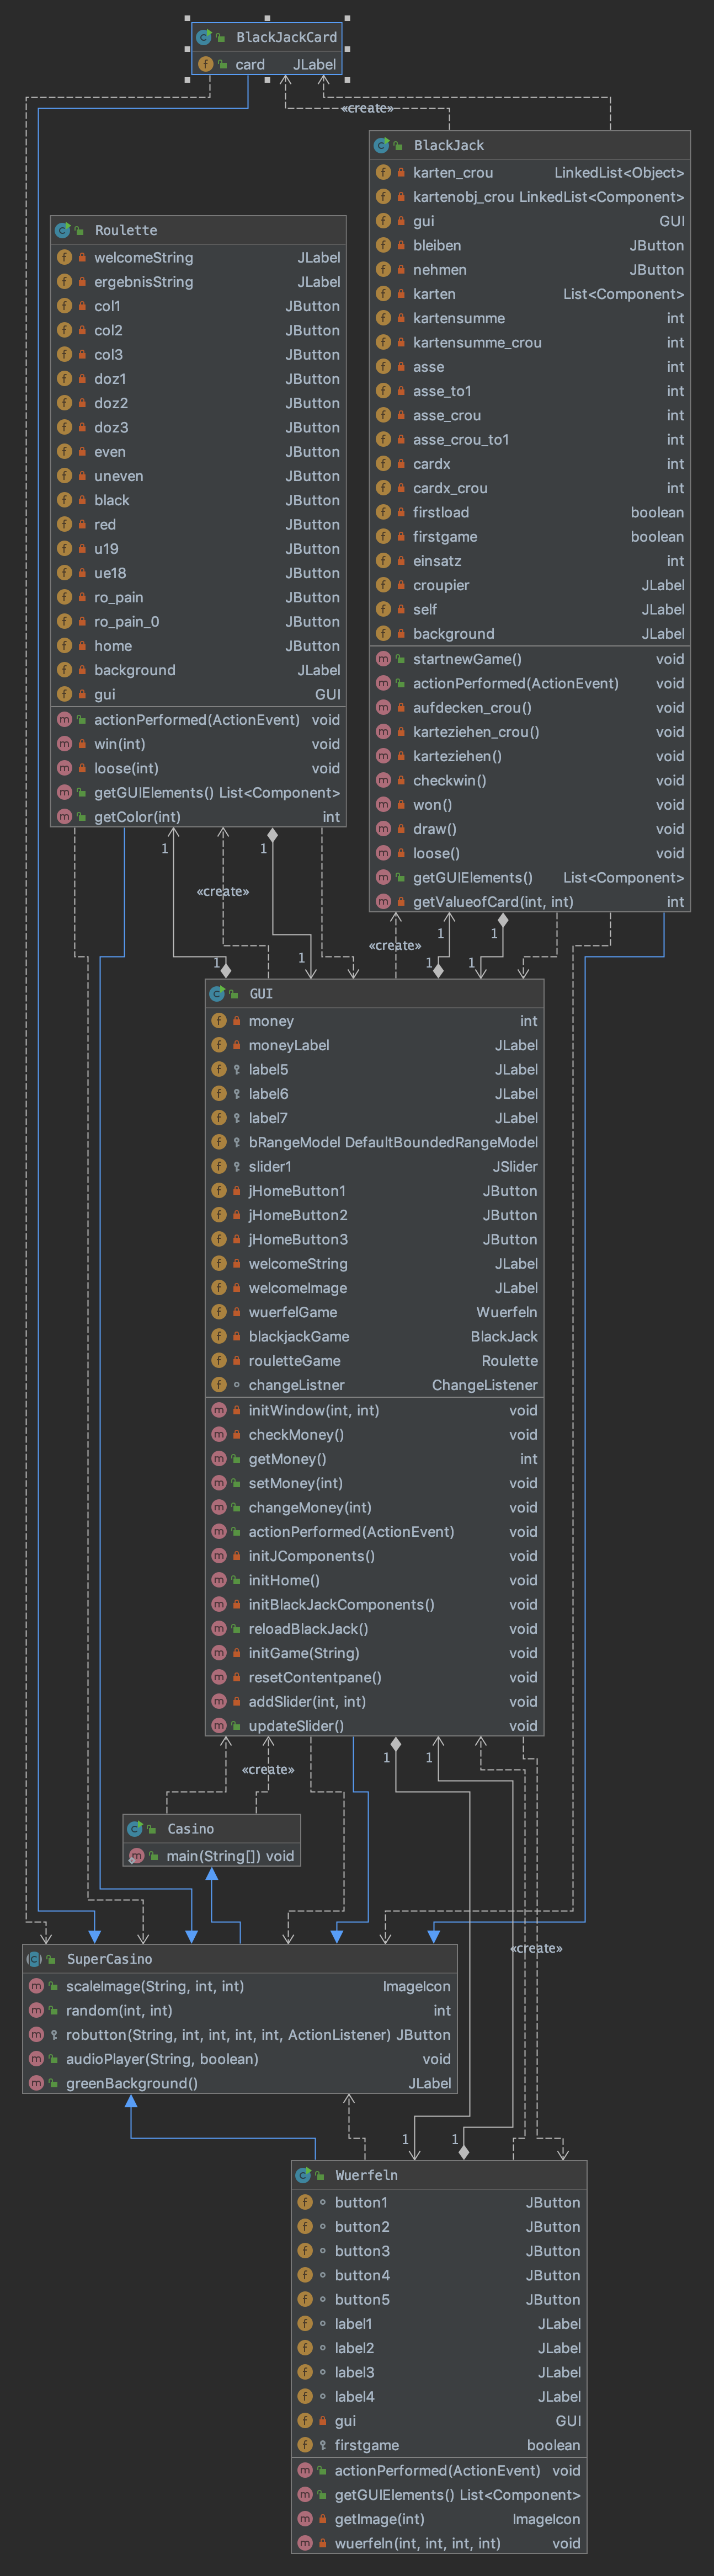 BlackJackCard
card JLabel
«create»
BlackJack
karten_crou LinkedList<Object>
kartenobj_crou LinkedList<Component>
gui GUI
bleiben JButton
nehmen JButton
karten List<Component>
kartensumme int
kartensumme_crou int
asse int
asse_to1 int
asse_crou int
asse_crou_to1 int
cardx int
cardx_crou int
firstload boolean
firstgame boolean
einsatz int
croupier JLabel
self JLabel
background JLabel
startnewGame() void
actionPerformed(ActionEvent) void
aufdecken_crou() void
karteziehen_crou() void
karteziehen() void
checkwin() void
won() void
draw() void
loose() void
getGUIElements() List<Component>
getValueofCard(int, int) int
Roulette
welcomeString JLabel
ergebnisString JLabel
col1 JButton
col2 JButton
col3 JButton
doz1 JButton
doz2 JButton
doz3 JButton
even JButton
uneven JButton
black JButton
red JButton
u19 JButton
ue18 JButton
ro_pain JButton
ro_pain_0 JButton
home JButton
background JLabel
gui GUI
actionPerformed(ActionEvent) void
win(int) void
loose(int) void
getGUIElements() List<Component>
getColor(int) int
1 1
«create»
1 1
«create»
1 1
1 1
GUI
money int
moneyLabel JLabel
label5 JLabel
label6 JLabel
label7 JLabel
bRangeModel DefaultBoundedRangeModel
slider1 JSlider
jHomeButton1 JButton
jHomeButton2 JButton
jHomeButton3 JButton
welcomeString JLabel
welcomeImage JLabel
wuerfelGame Wuerfeln
blackjackGame BlackJack
rouletteGame Roulette
changeListner ChangeListener
initWindow(int, int) void
checkMoney() void
getMoney() int
setMoney(int) void
changeMoney(int) void
actionPerformed(ActionEvent) void
initJComponents() void
initHome() void
initBlackJackComponents() void
reloadBlackJack() void
initGame(String) void
resetContentpane() void
addSlider(int, int) void
updateSlider() void
1 1
«create»
Casino
main(String[]) void
«create»
SuperCasino
scaleImage(String, int, int) ImageIcon
random(int, int) int
robutton(String, int, int, int, int, ActionListener) JButton
audioPlayer(String, boolean) void
greenBackground() JLabel
1 1
Wuerfeln
button1 JButton
button2 JButton
button3 JButton
button4 JButton
button5 JButton
label1 JLabel
label2 JLabel
label3 JLabel
label4 JLabel
gui GUI
firstgame boolean
actionPerformed(ActionEvent) void
getGUIElements() List<Component>
getImage(int) ImageIcon
wuerfeln(int, int, int, int) void